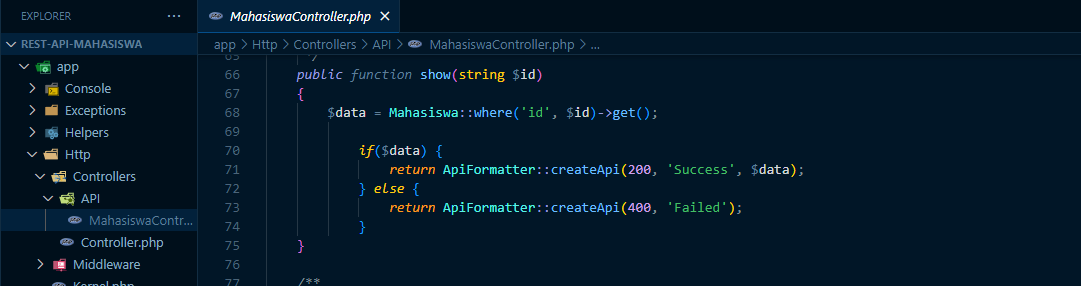 EXPLORER ...
REST-API-MAHASISWA
app
Console
Exceptions
Helpers
Http
Controllers
API
MahasiswaContr...
Controller.php
Middleware
Kernel.php
MahasiswaController.php
app > Http > Controllers > API > MahasiswaController.php > ...
65 */
66 public function show(string $id)
67 {
68 $data = Mahasiswa::where('id', $id)->get();
69
70 if($data) {
71 return ApiFormatter::createApi(200, 'Success', $data);
72 } else {
73 return ApiFormatter::createApi(400, 'Failed');
74 }
75 }
76
77 /**